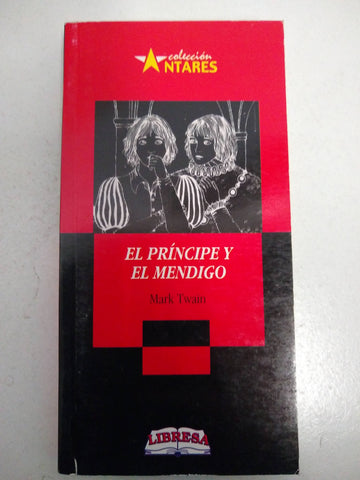 colección
ANTARES
EL PRÍNCIPE Y
EL MENDIGO
Mark Twain
LIBRESA